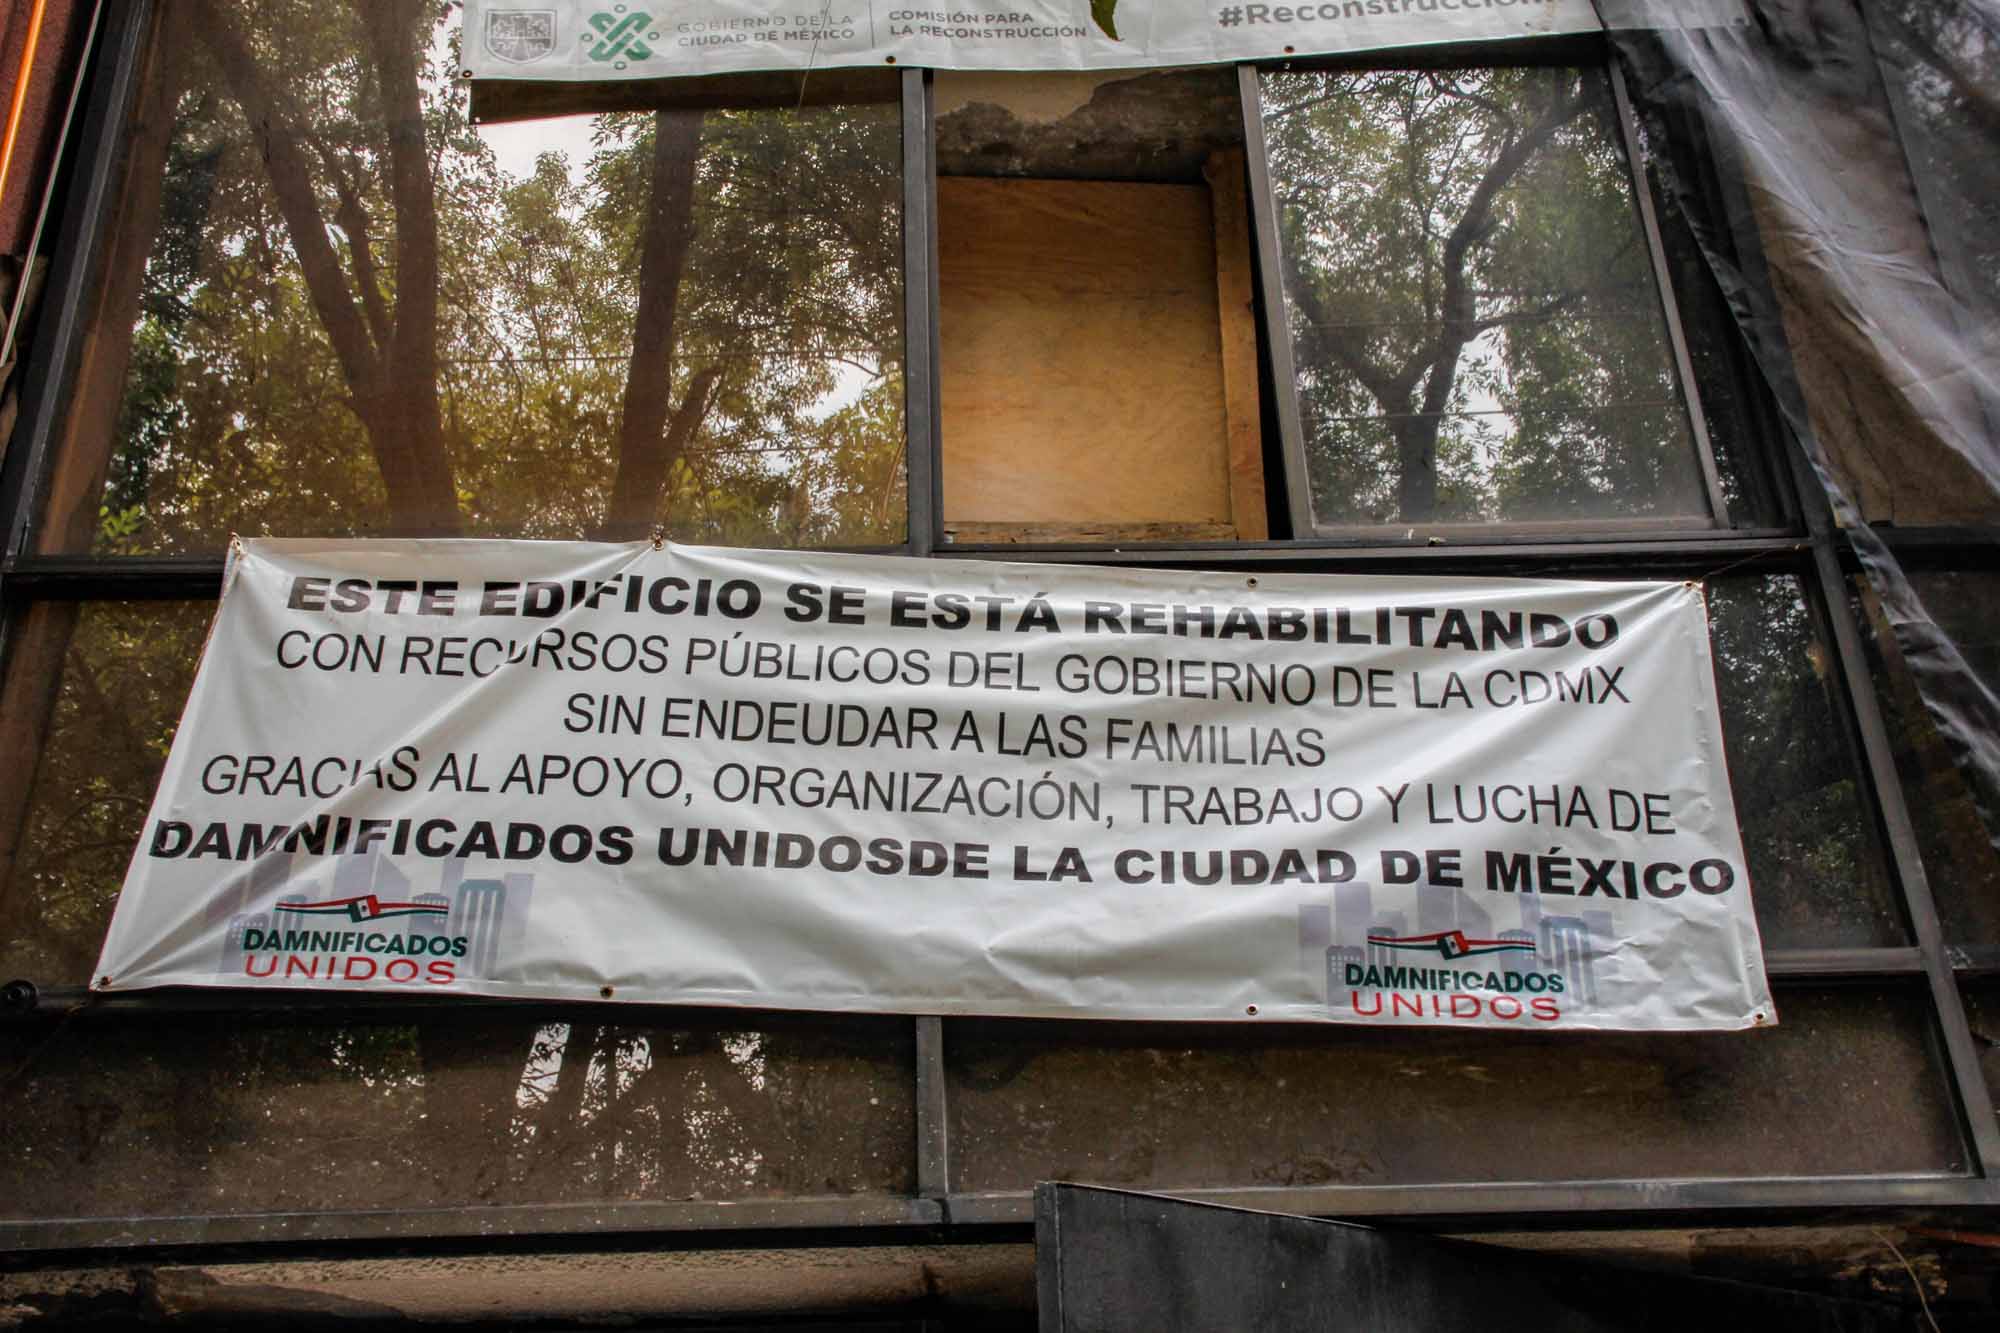 GOBIERNO DE LA
CIUDAD DE MÉXICO
COMISIÓN PARA
LA RECONSTRUCCIÓN
ESTE EDIFICIO SE ESTÁ REHABILITANDO
CON RECURSOS PÚBLICOS DEL GOBIERNO DE LA CDMX
SIN ENDEUDAR A LAS FAMILIAS
GRACIAS AL APOYO, ORGANIZACIÓN, TRABAJO Y LUCHA DE
DAMNIFICADOS UNIDOSDE LA CIUDAD DE MÉXICO
DAMNIFICADOS
UNIDOS
DAMNIFICADOS
UNIDOS